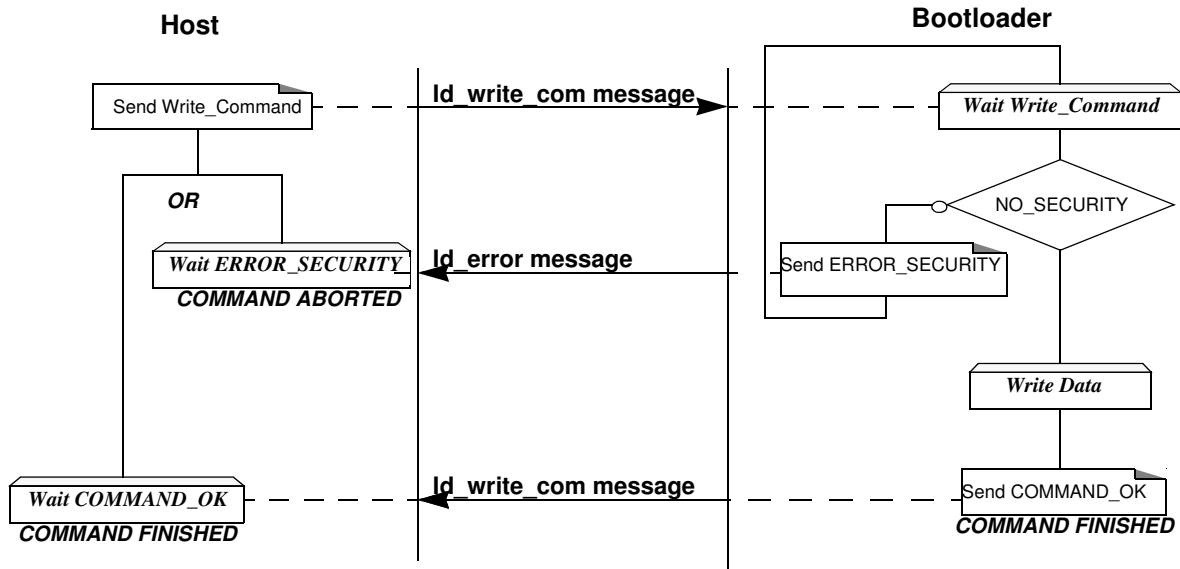 Host
Bootloader
Send Write_Command
Id_write_com message
Wait Write_Command
OR
NO_SECURITY
Wait ERROR_SECURITY
Id_error message
Send ERROR_SECURITY
COMMAND ABORTED
Write Data
Wait COMMAND_OK
Id_write_com message
Send COMMAND_OK
COMMAND FINISHED
COMMAND FINISHED